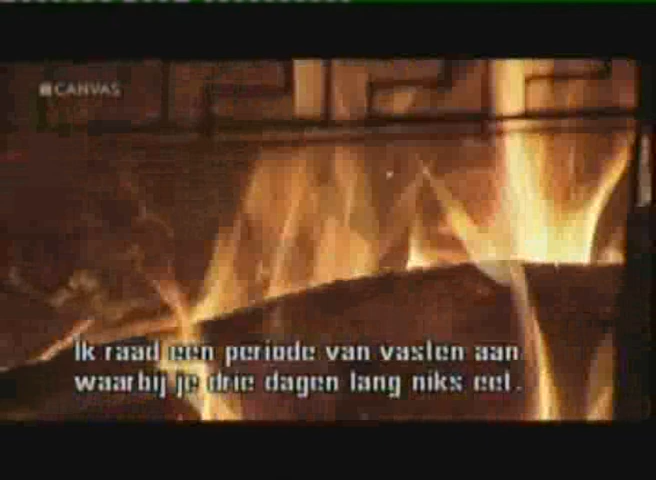 CANVAS
Ik raad een periode van vasten aan
waarbij je drie dagen lang niks eet.